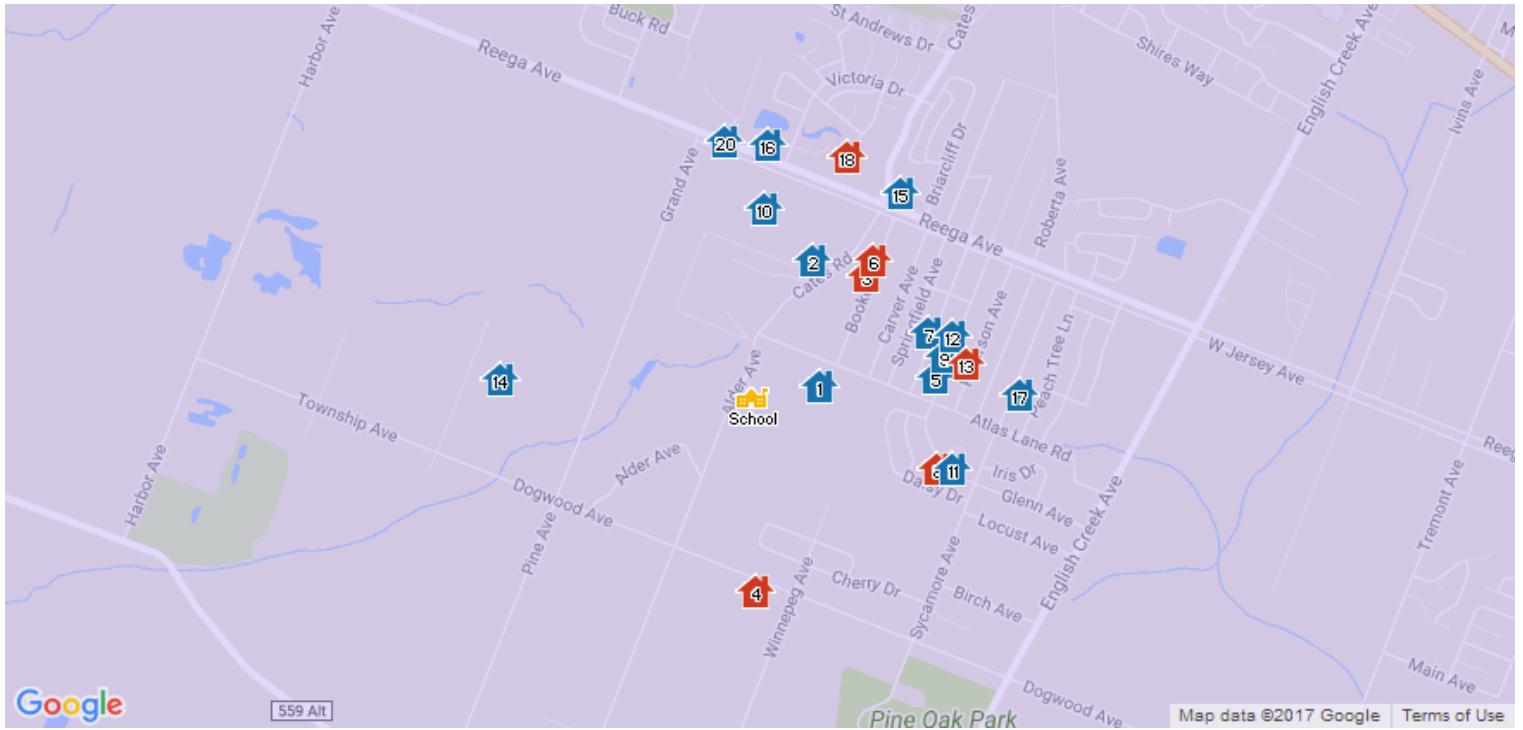 Buck Rd
St Andrews Dr
Cates
English Creek Ave
Harbor Ave
Reega Ave
Shires Way
Victoria Dr
Ivins Ave
20
16
18
Briarcliff Dr
15
Grand Ave
10
Roberta Ave
Reega Ave
2
6
Cates Rd
3
Carver Ave
Springfield Ave
7
12
9
13
5
Peach Tree Ln
W Jersey Ave
14
1
17
Alder Ave
School
Township Ave
Atlas Lane Rd
Alder Ave
11
Iris Dr
Daisy Dr
Glenn Ave
Harbor Ave
Dogwood Ave
Locust Ave
English Creek Ave
Tremont Ave
Pine Ave
4
Winnepeg Ave
Cherry Dr
Birch Ave
Sycamore Ave
Main Ave
Dogwood Ave
Google
559 Alt
Pine Oak Park
Map data ©2017 Google
Terms of Use